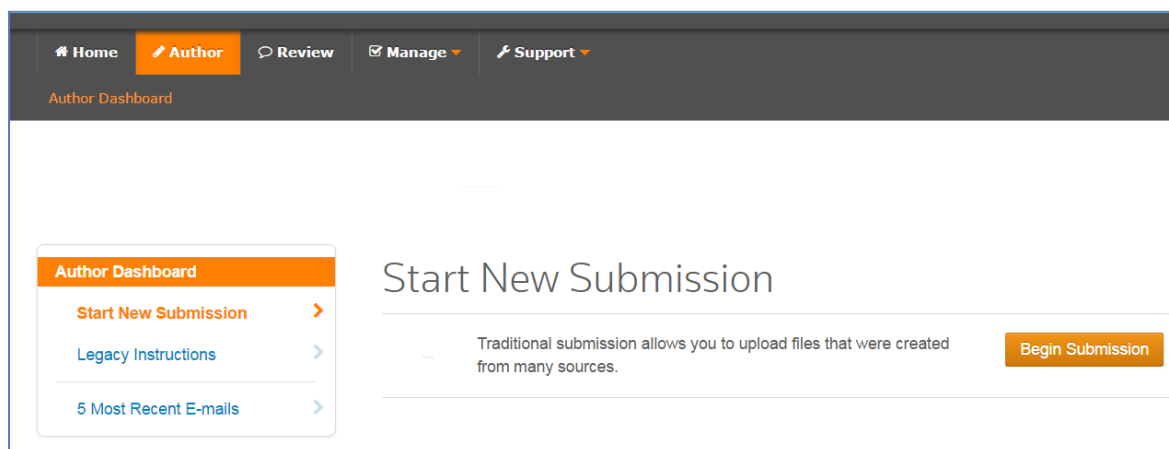 Home Author Review Manage Support
Author Dashboard
Author Dashboard
Start New Submission
Legacy Instructions
5 Most Recent E-mails
Start New Submission
Traditional submission allows you to upload files that were created
from many sources.
Begin Submission